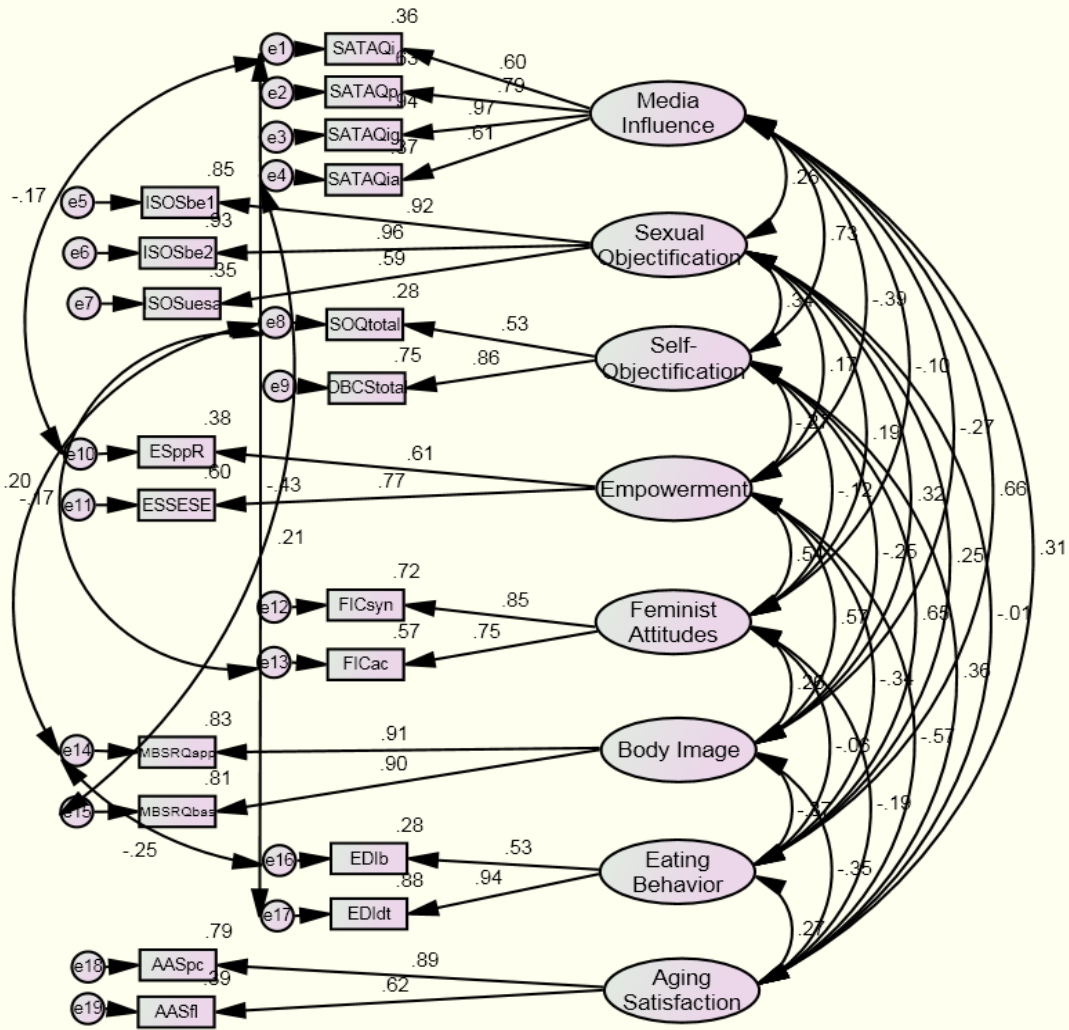 .36
e1
SATAQi
.63
e2
SATAQp
.94
e3
SATAQig
.37
e4
SATAQia
.60
.79
.97
.61
Media
Influence
-.17
.85
e5
ISOSbe1
.93
e6
ISOSbe2
.35
e7
SOSuesa
.92
.96
.59
Sexual
Objectification
.73
.34
-.39
.28
e8
SOQtotal
.75
e9
OBCStota
.53
.86
Self-
Objectification
.17
-.10
.38
e10
ESppR
.60
e11
ESSESE
.61
.77
-.43
Empowerment
.19
-.27
-.12
.32
.66
.20
-.17
.21
-.25
.25
.31
.72
e12
FICsyn
.57
e13
FICac
.85
.75
Feminist
Attitudes
.57
.65
-.01
.26
-.34
.36
.83
e14
MBSRQapp
.81
e15
MBSRQbas
.91
.90
Body Image
-.06
-.57
-.25
.28
e16
EDIb
.88
e17
EDIdt
.53
.94
Eating
Behavior
-.19
-.35
.27
.79
e18
AASpc
.39
e19
AASfl
.89
.62
Aging
Satisfaction